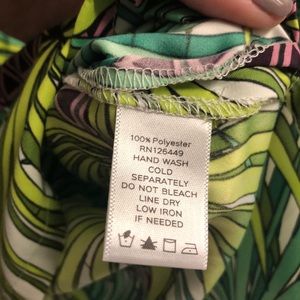 100% Polyester
RN126449
HAND WASH
COLD
SEPARATELY
DO NOT BLEACH
LINE DRY
LOW IRON
IF NEEDED